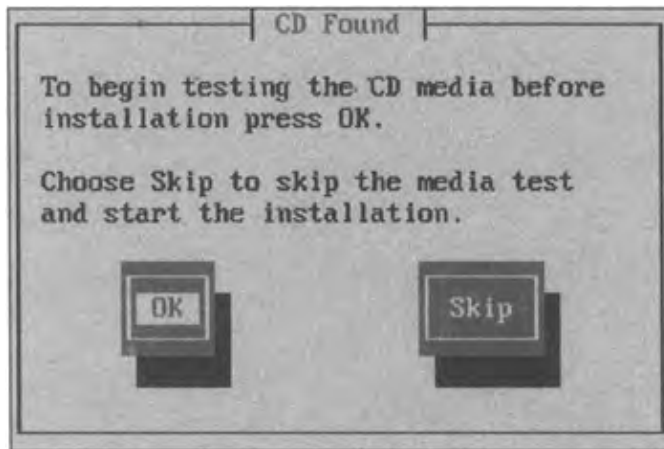 CD Found
To begin testing the CD media before
installation press OK.
Choose Skip to skip the media test
and start the installation.
OK
Skip